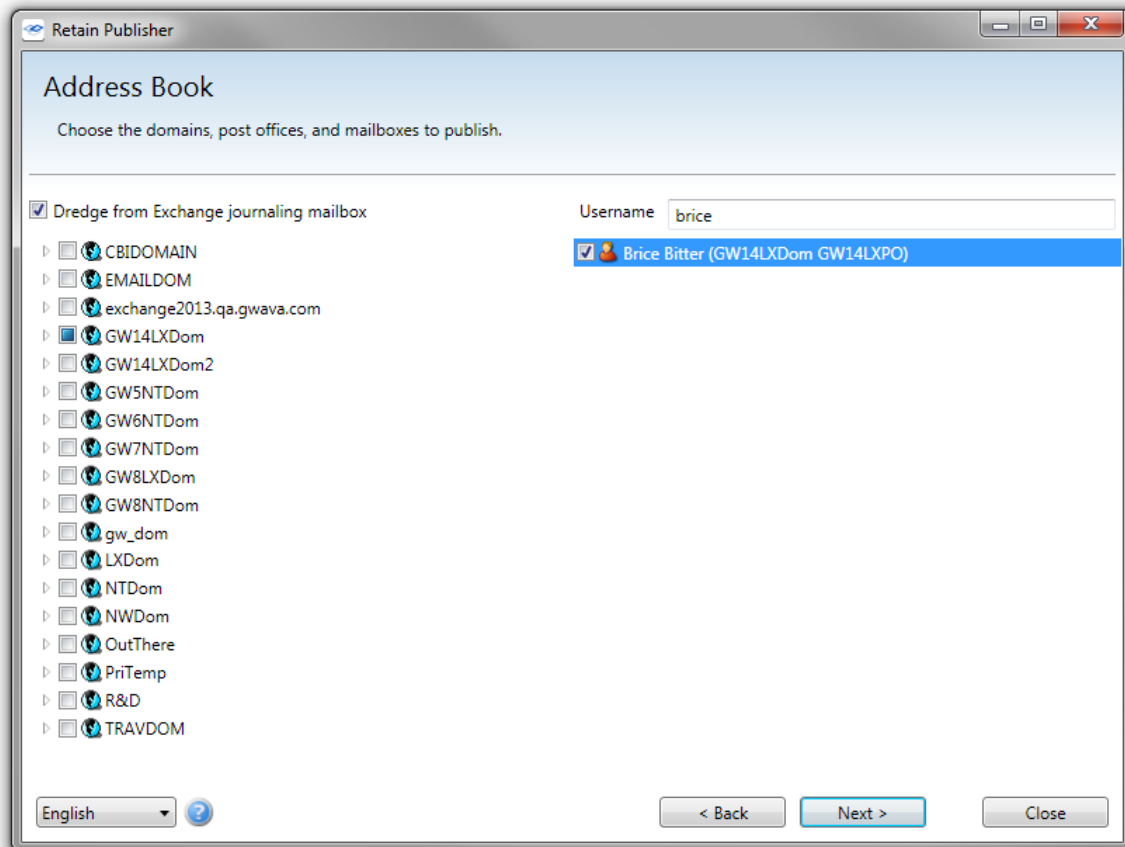 Retain Publisher
Address Book
Choose the domains, post offices, and mailboxes to publish.
Dredge from Exchange journaling mailbox
CBIDOMAIN
EMAILDOM
exchange2013.qa.gwava.com
GW14LXDom
GW14LXDom2
GW5NTDom
GW6NTDom
GW7NTDom
GW8LXDom
GW8NTDom
gw_dom
LXDom
NTDom
NWDom
OutThere
PriTemp
R&D
TRAVDOM
Username brice
Brice Bitter (GW14LXDom GW14LXPO)
English ? < Back Next > Close